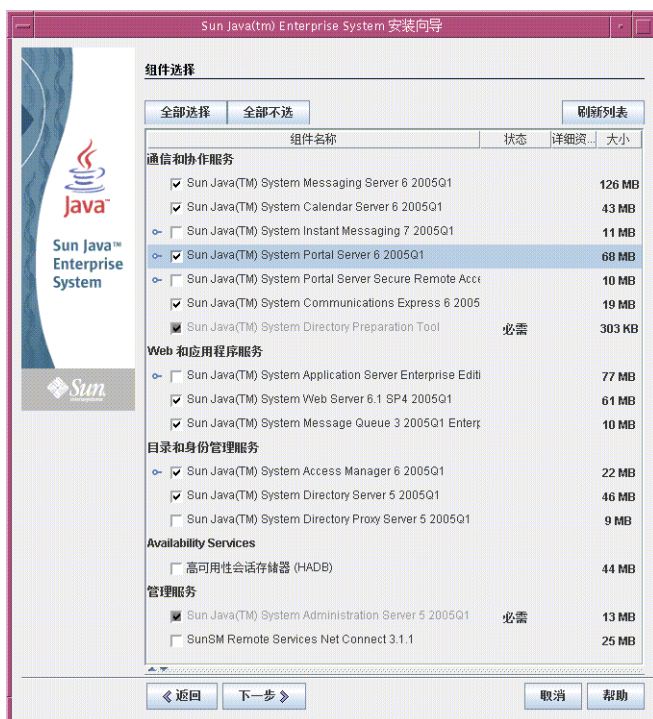 Sun Java(tm) Enterprise System 安装向导
组件选择
全部选择 全部不选 刷新列表
组件名称 状态 详细资... 大小
通信和协作服务
Sun Java(TM) System Messaging Server 6 2005Q1 126 MB
Sun Java(TM) System Calendar Server 6 2005Q1 43 MB
Sun Java(TM) System Instant Messaging 7 2005Q1 11 MB
Sun Java(TM) System Portal Server 6 2005Q1 68 MB
Sun Java(TM) System Portal Server Secure Remote Acce 10 MB
Sun Java(TM) System Communications Express 6 2005 19 MB
Sun Java(TM) System Directory Preparation Tool 必需 303 KB
Web 和应用程序服务
Sun Java(TM) System Application Server Enterprise Editi 77 MB
Sun Java(TM) System Web Server 6.1 SP4 2005Q1 61 MB
Sun Java(TM) System Message Queue 3 2005Q1 Enterp 10 MB
目录和身份管理服务
Sun Java(TM) System Access Manager 6 2005Q1 22 MB
Sun Java(TM) System Directory Server 5 2005Q1 46 MB
Sun Java(TM) System Directory Proxy Server 5 2005Q1 9 MB
Availability Services
高可用性会话存储器 (HADB) 44 MB
管理服务
Sun Java(TM) System Administration Server 5 2005Q1 必需 13 MB
SunSM Remote Services Net Connect 3.1.1 25 MB
Java™
Sun Java™
Enterprise
System
Sun
microsystems
返回 下一步 取消 帮助